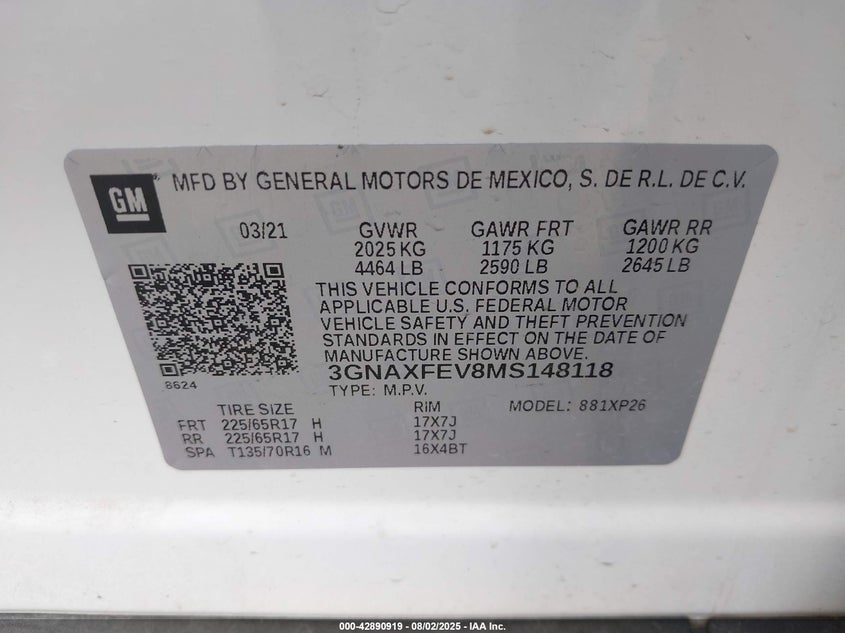 GM
MFD BY GENERAL MOTORS DE MEXICO, S. DE R.L. DE C.V.
03/21 GVWR GAWR FRT GAWR RR
2025 KG 1175 KG 1200 KG
4464 LB 2590 LB 2645 LB
THIS VEHICLE CONFORMS TO ALL
APPLICABLE U.S. FEDERAL MOTOR
VEHICLE SAFETY AND THEFT PREVENTION
STANDARDS IN EFFECT ON THE DATE OF
MANUFACTURE SHOWN ABOVE.
3GNAXFEV8MS148118
8624
TYPE: M.P.V.
TIRE SIZE RIM MODEL: 881XP26
FRT 225/65R17 H 17X7J
RR 225/65R17 H 17X7J
SPA T135/70R16 M 16X4BT
000-42890919 - 08/02/2025 - IAA Inc.